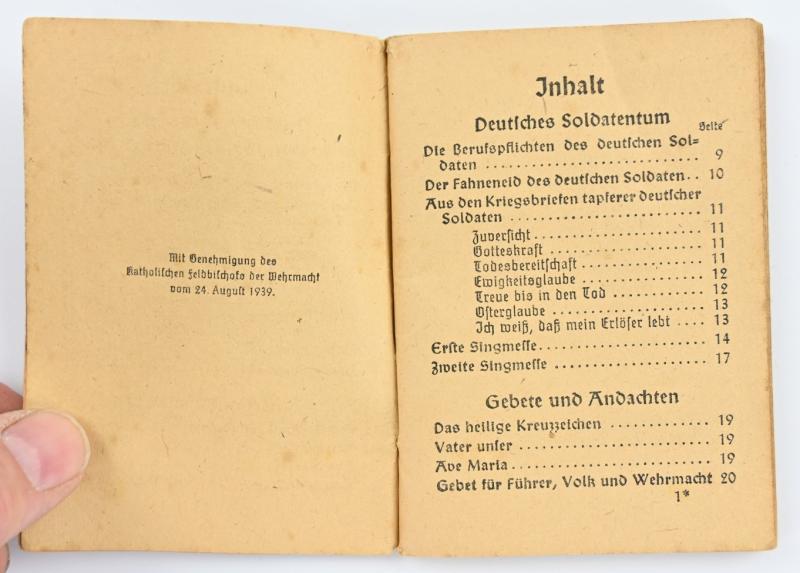 Mit Genehmigung des
Katholischen Feldbischofs der Wehrmacht
vom 24. August 1939.
Inhalt
Deutsches Soldatentum
Seite
Die Berufspflichten des deutschen Sol-
daten .................... 9
Der Fahneneid des deutschen Soldaten.. 10
Aus den Kriegsbriefen tapferer deutscher
Soldaten .................... 11
Zuversicht .................... 11
Gotteskraft .................... 11
Todesbereitschaft .............. 11
Ewigkeitsglaube ................ 12
Treue bis in den Tod ........... 12
Osterglaube .................... 13
Ich weiß, daß mein Erlöser lebt .... 13
Erste Singmesse.................... 14
Zweite Singmesse .................. 17
Gebete und Andachten
Das heilige Kreuzzeichen ............ 19
Vater unser ....................... 19
Ave Maria......................... 19
Gebet für Führer, Volk und Wehrmacht 20
1*